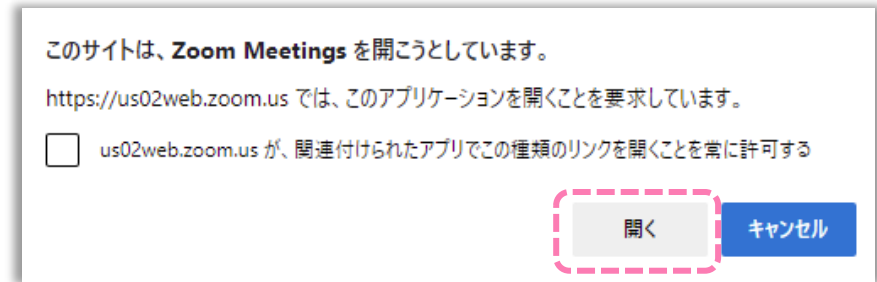 このサイトは、Zoom Meetings を開こうとしています。
https://us02web.zoom.us では、このアプリケーションを開くことを要求しています。
us02web.zoom.us が、関連付けられたアプリでこの種類のリンクを開くことを常に許可する
開く
キャンセル